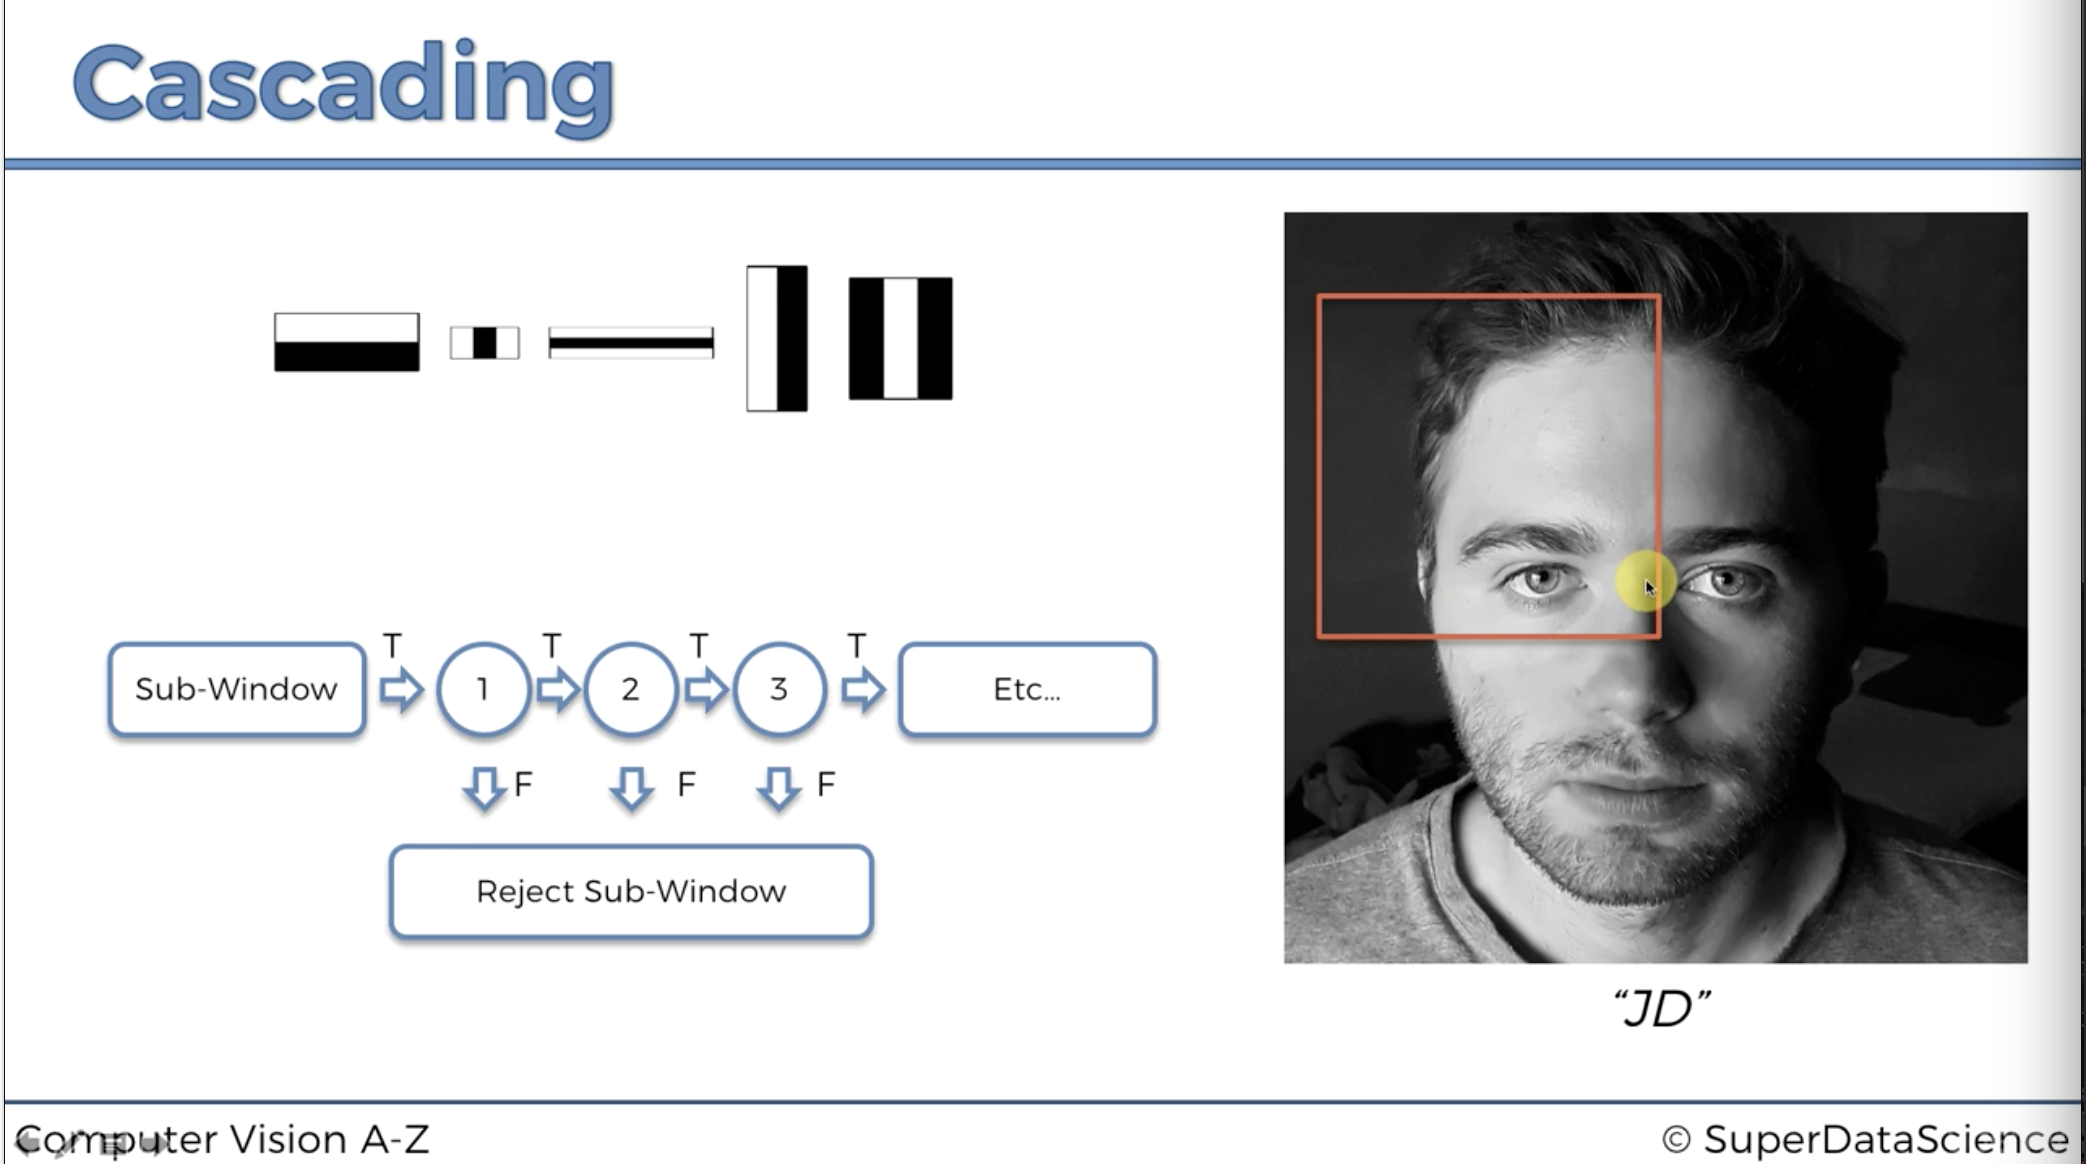 Cascading
T T T T
Sub-Window 1 2 3 Etc...
F F F
Reject Sub-Window
“JD”
Computer Vision A-Z
© SuperDataScience